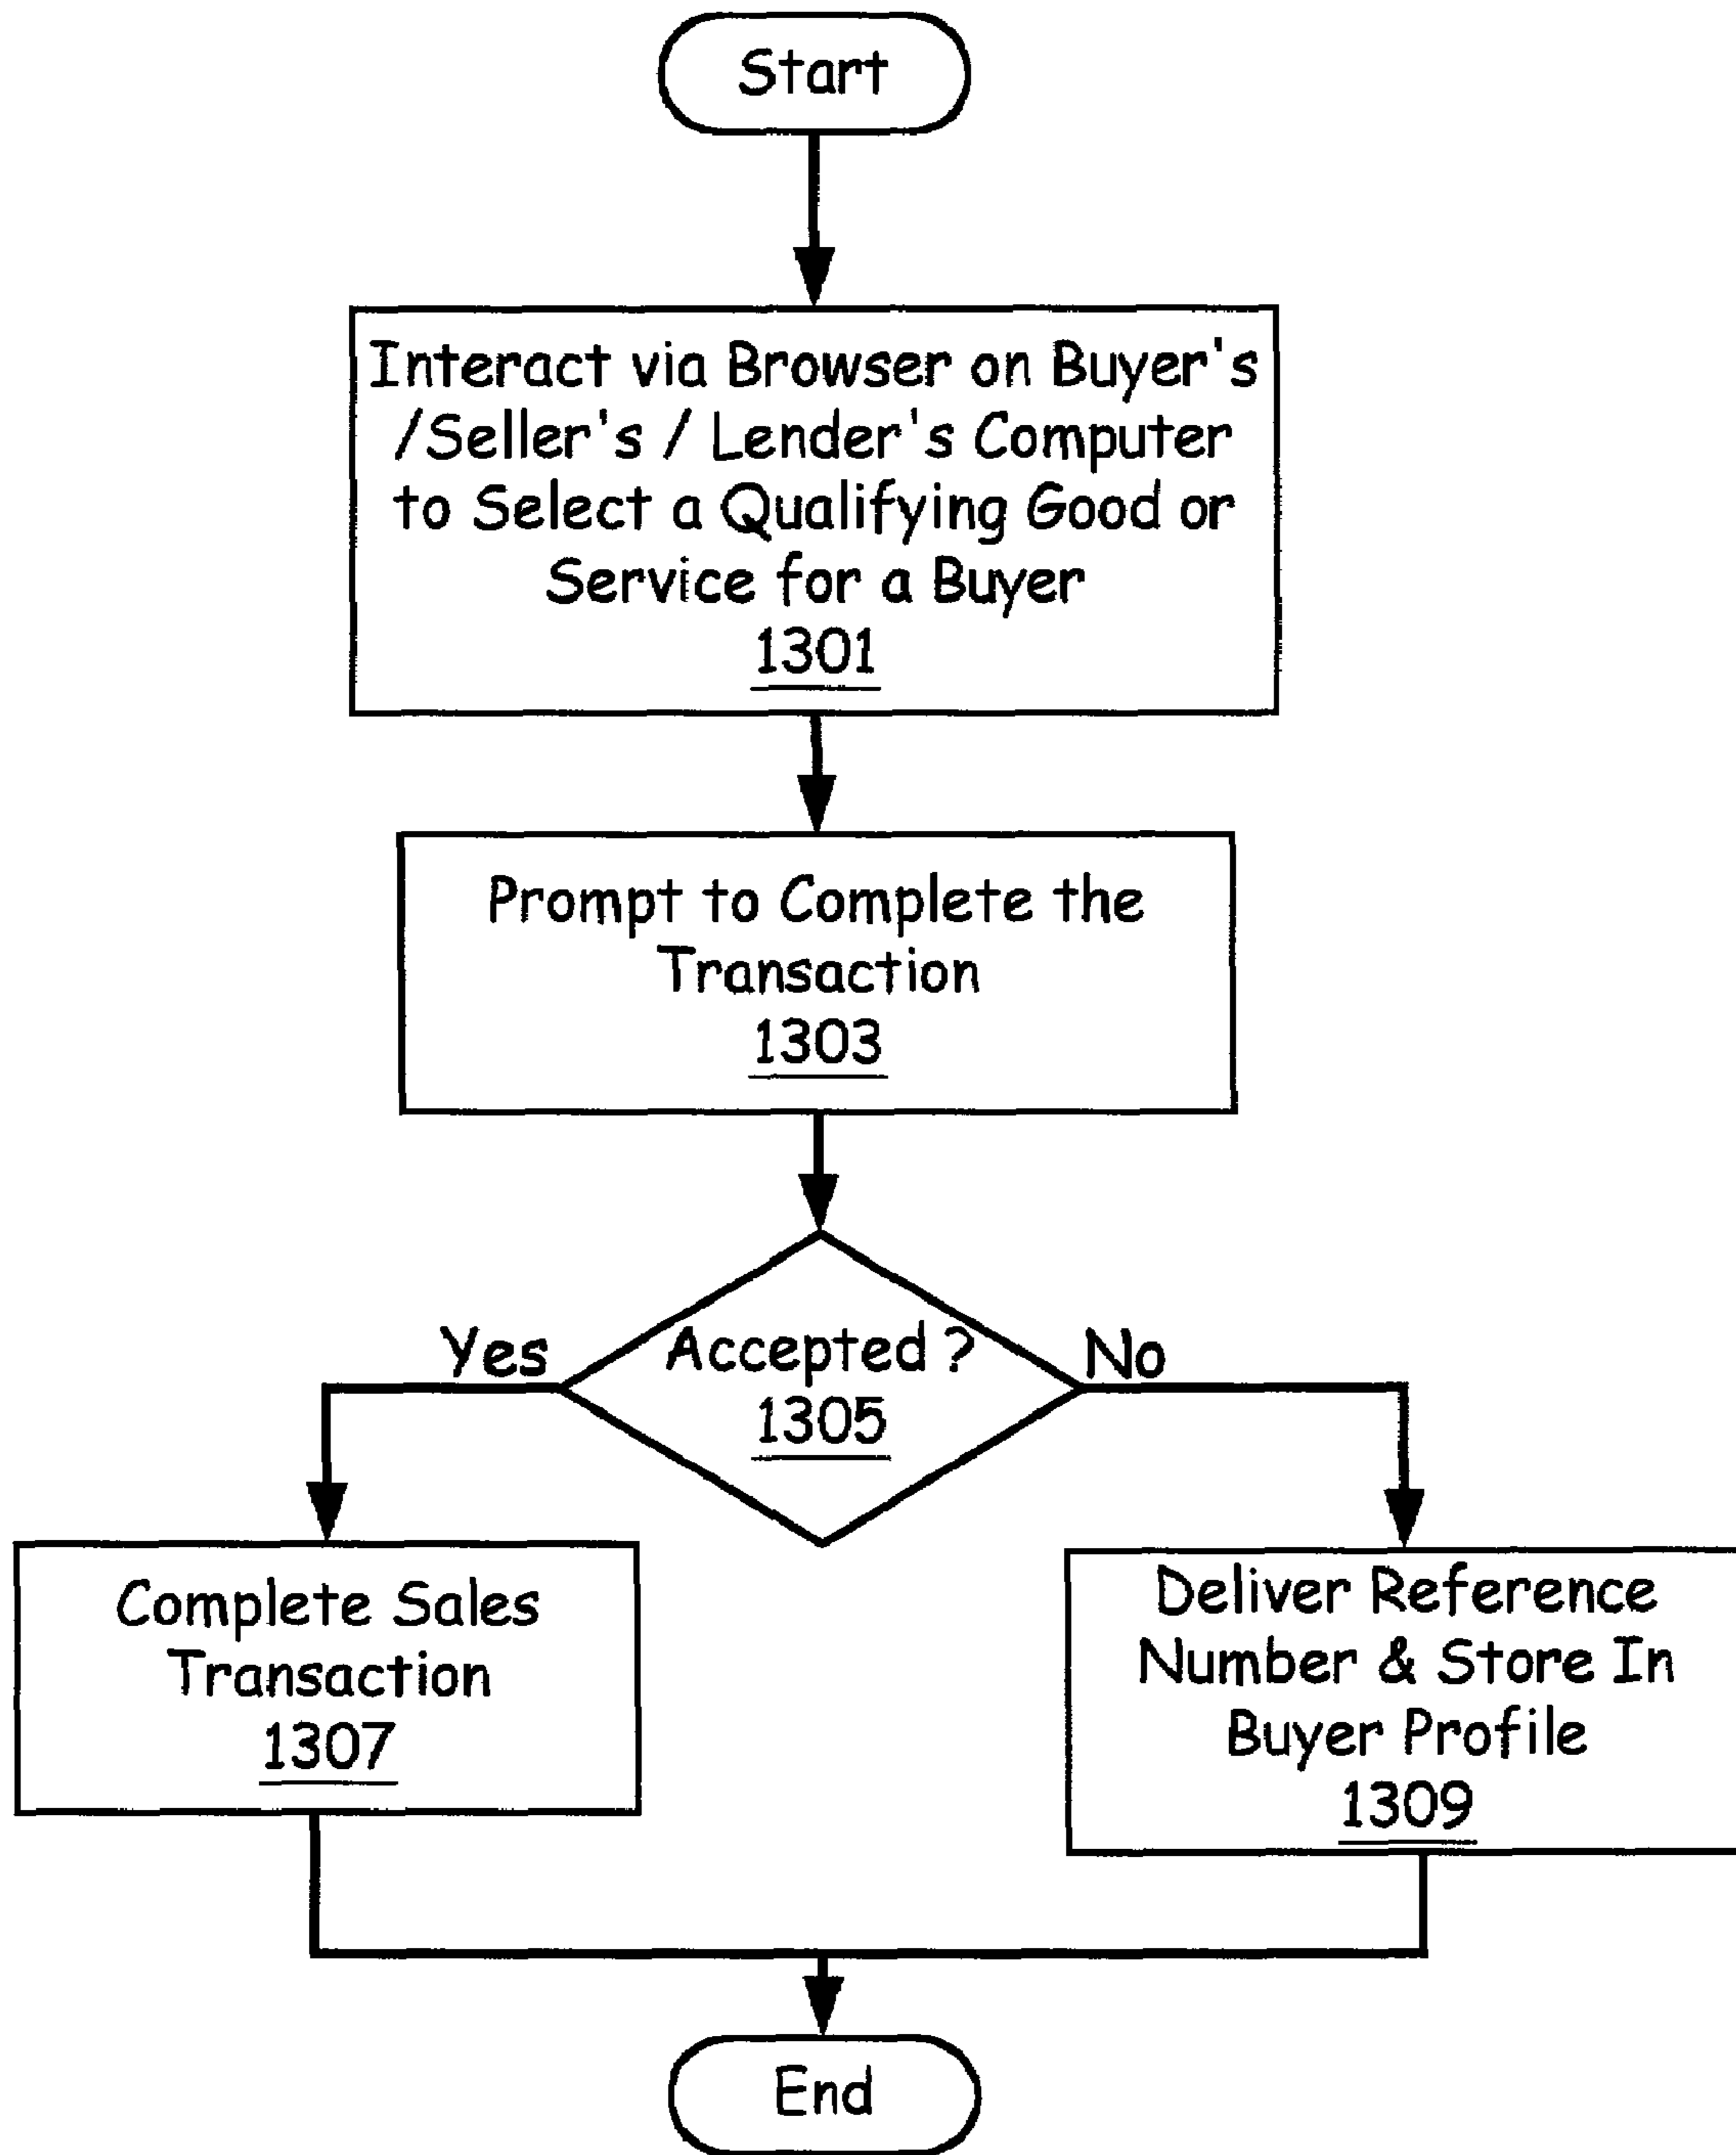 Start
Interact via Browser on Buyer's
/Seller's / Lender's Computer
to Select a Qualifying Good or
Service for a Buyer
1301
Prompt to Complete the
Transaction
1303
Yes
Accepted ?
No
1305
Complete Sales
Transaction
1307
Deliver Reference
Number & Store In
Buyer Profile
1309
End